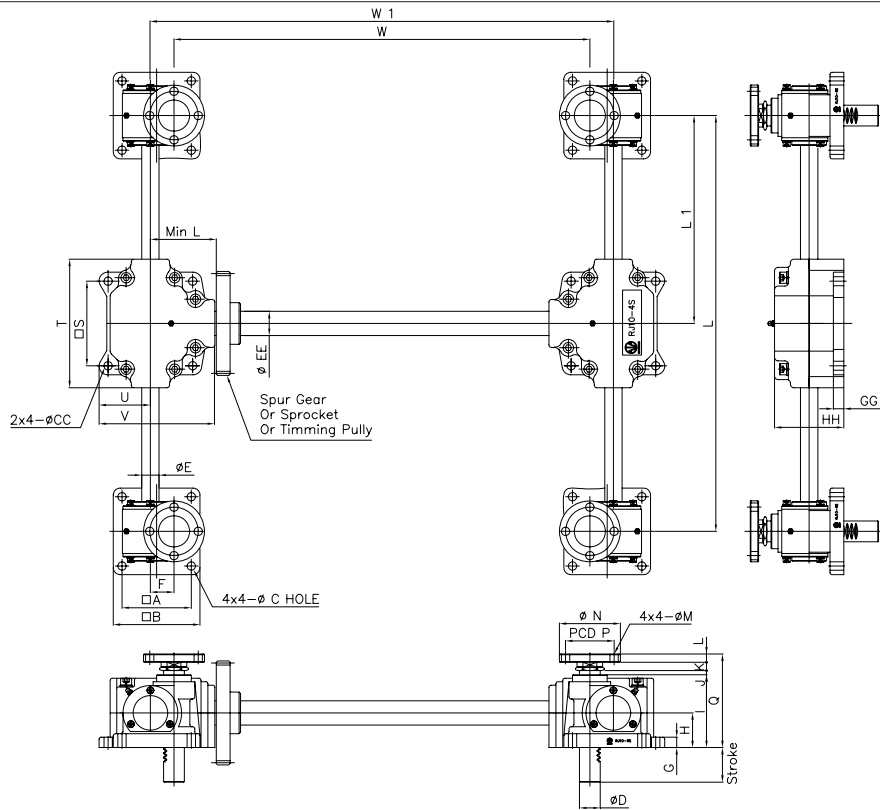 W 1
W
Min L
L 1
L
T
□S
U
V
2x4-ØCC
ø EE
RJ10-4S
Spur Gear
Or Sprocket
Or Timming Pully
GG
HH
øE
F
□A
□B
4x4-ø C HOLE
ø N
PCD P
4x4-øM
L
K
J
I
H
Q
G
Stroke
øD